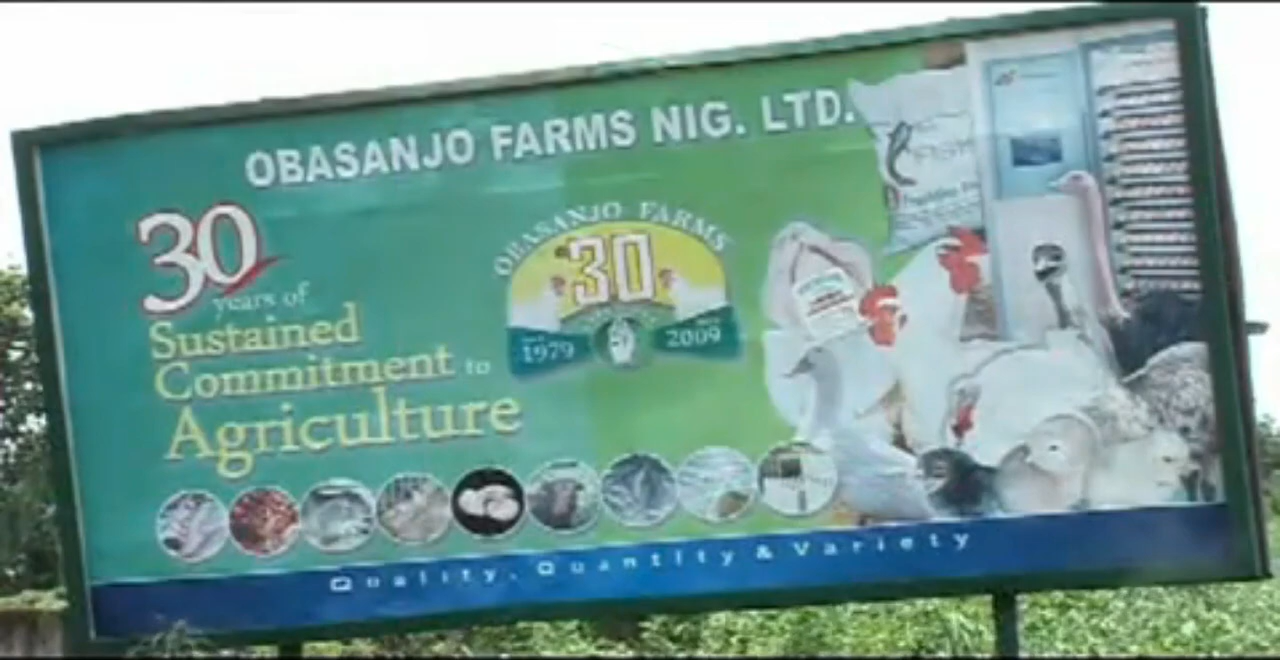 OBASANJO FARMS NIG. LTD.
30
years of
Sustained
Commitment to
Agriculture
OBASANJO FARMS
30
1979
2009
Quality, Quantity & Variety